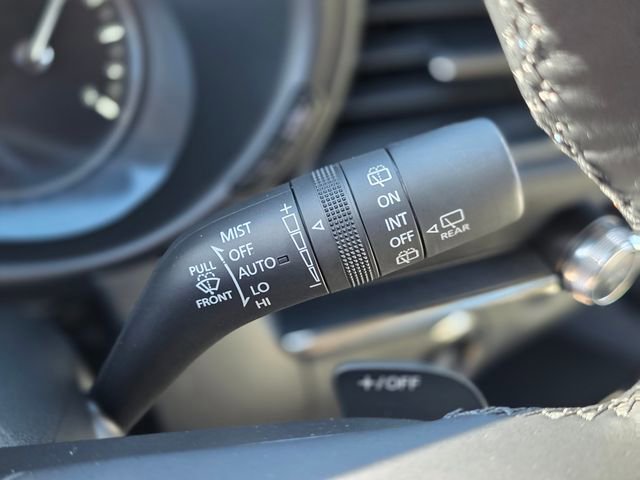 MIST
OFF
AUTO
LO
HI
PULL
FRONT
+
−
ON
INT
OFF
REAR
+/OFF